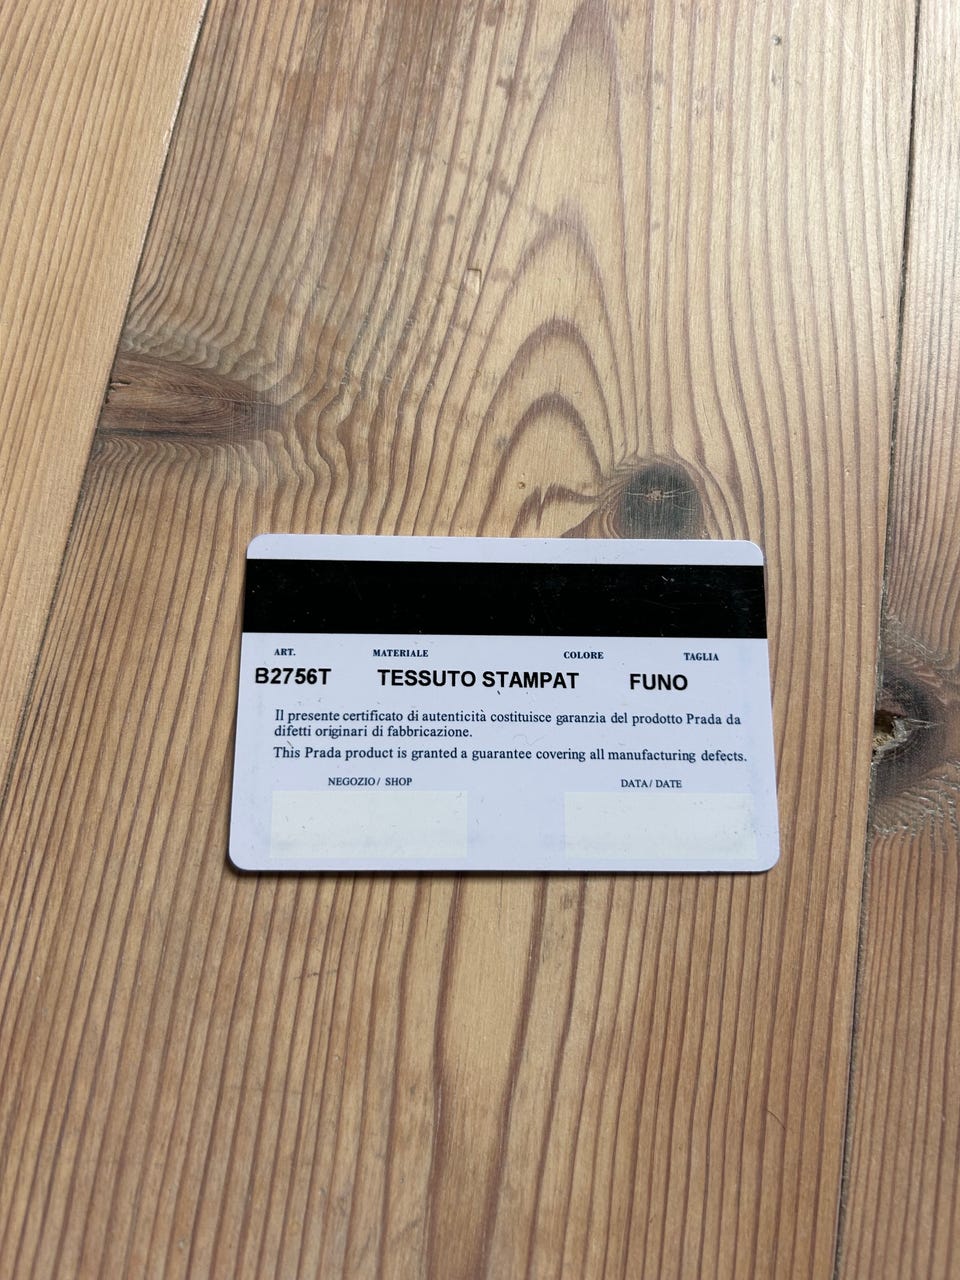 ART. MATERIALE COLORE TAGLIA
B2756T TESSUTO STAMPAT FUNO
Il presente certificato di autenticità costituisce garanzia del prodotto Prada da
difetti originari di fabbricazione.
This Prada product is granted a guarantee covering all manufacturing defects.
NEGOZIO / SHOP DATA / DATE